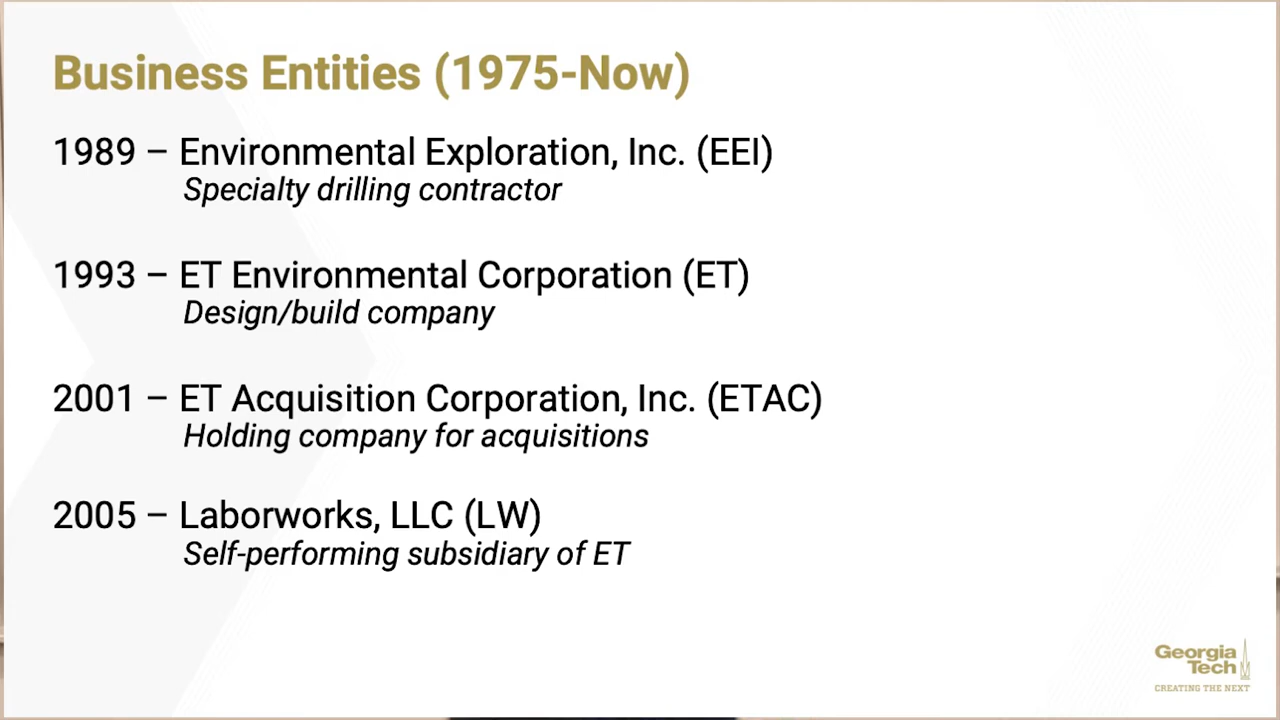 Business Entities (1975-Now)
1989 – Environmental Exploration, Inc. (EEI)
Specialty drilling contractor
1993 – ET Environmental Corporation (ET)
Design/build company
2001 – ET Acquisition Corporation, Inc. (ETAC)
Holding company for acquisitions
2005 – Laborworks, LLC (LW)
Self-performing subsidiary of ET
Georgia
Tech
CREATING THE NEXT